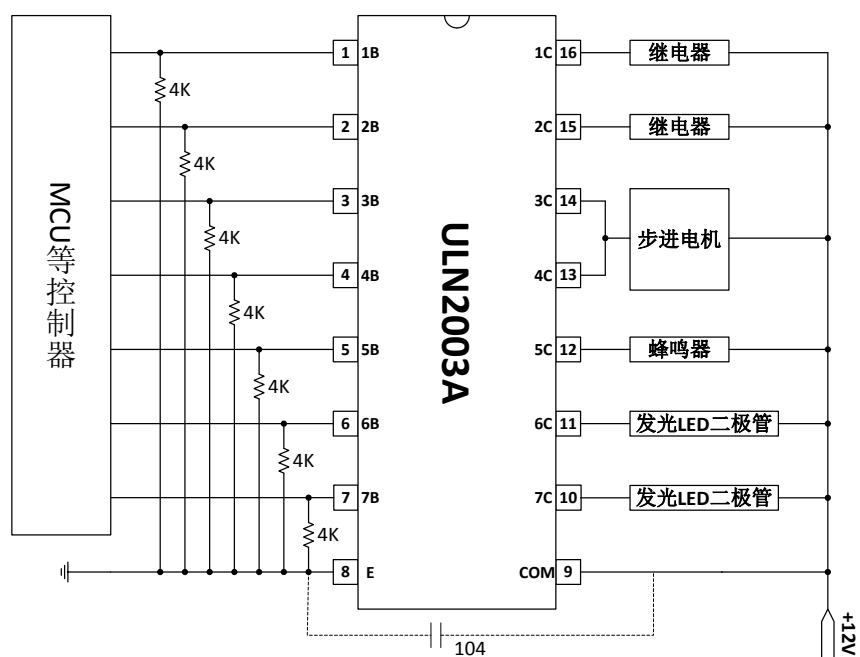 1 1B 1C 16 继电器
4K
2 2B 2C 15 继电器
4K
3 3B 3C 14
4K
步进电机
4 4B 4C 13
4K
5 5B 5C 12 蜂鸣器
4K
6 6B 6C 11 发光LED二极管
4K
7 7B 7C 10 发光LED二极管
4K
8 E COM 9
MCU等控制器
ULN2003A
104
+12V